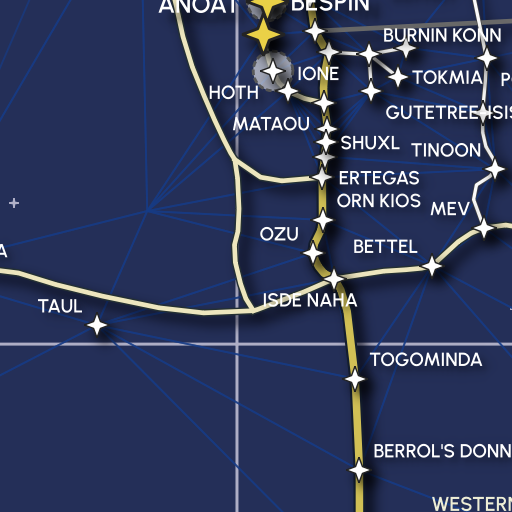 ANOAT
BESPIN
BURNIN KONN
IONE
TOKMIA
HOTH
GUTETREENSIS
MATAOU
SHUXL
TINOON
ERTEGAS
ORN KIOS
MEV
OZU
BETTEL
ISDE NAHA
TAUL
TOGOMINDA
BERROL'S DONN
WESTERN